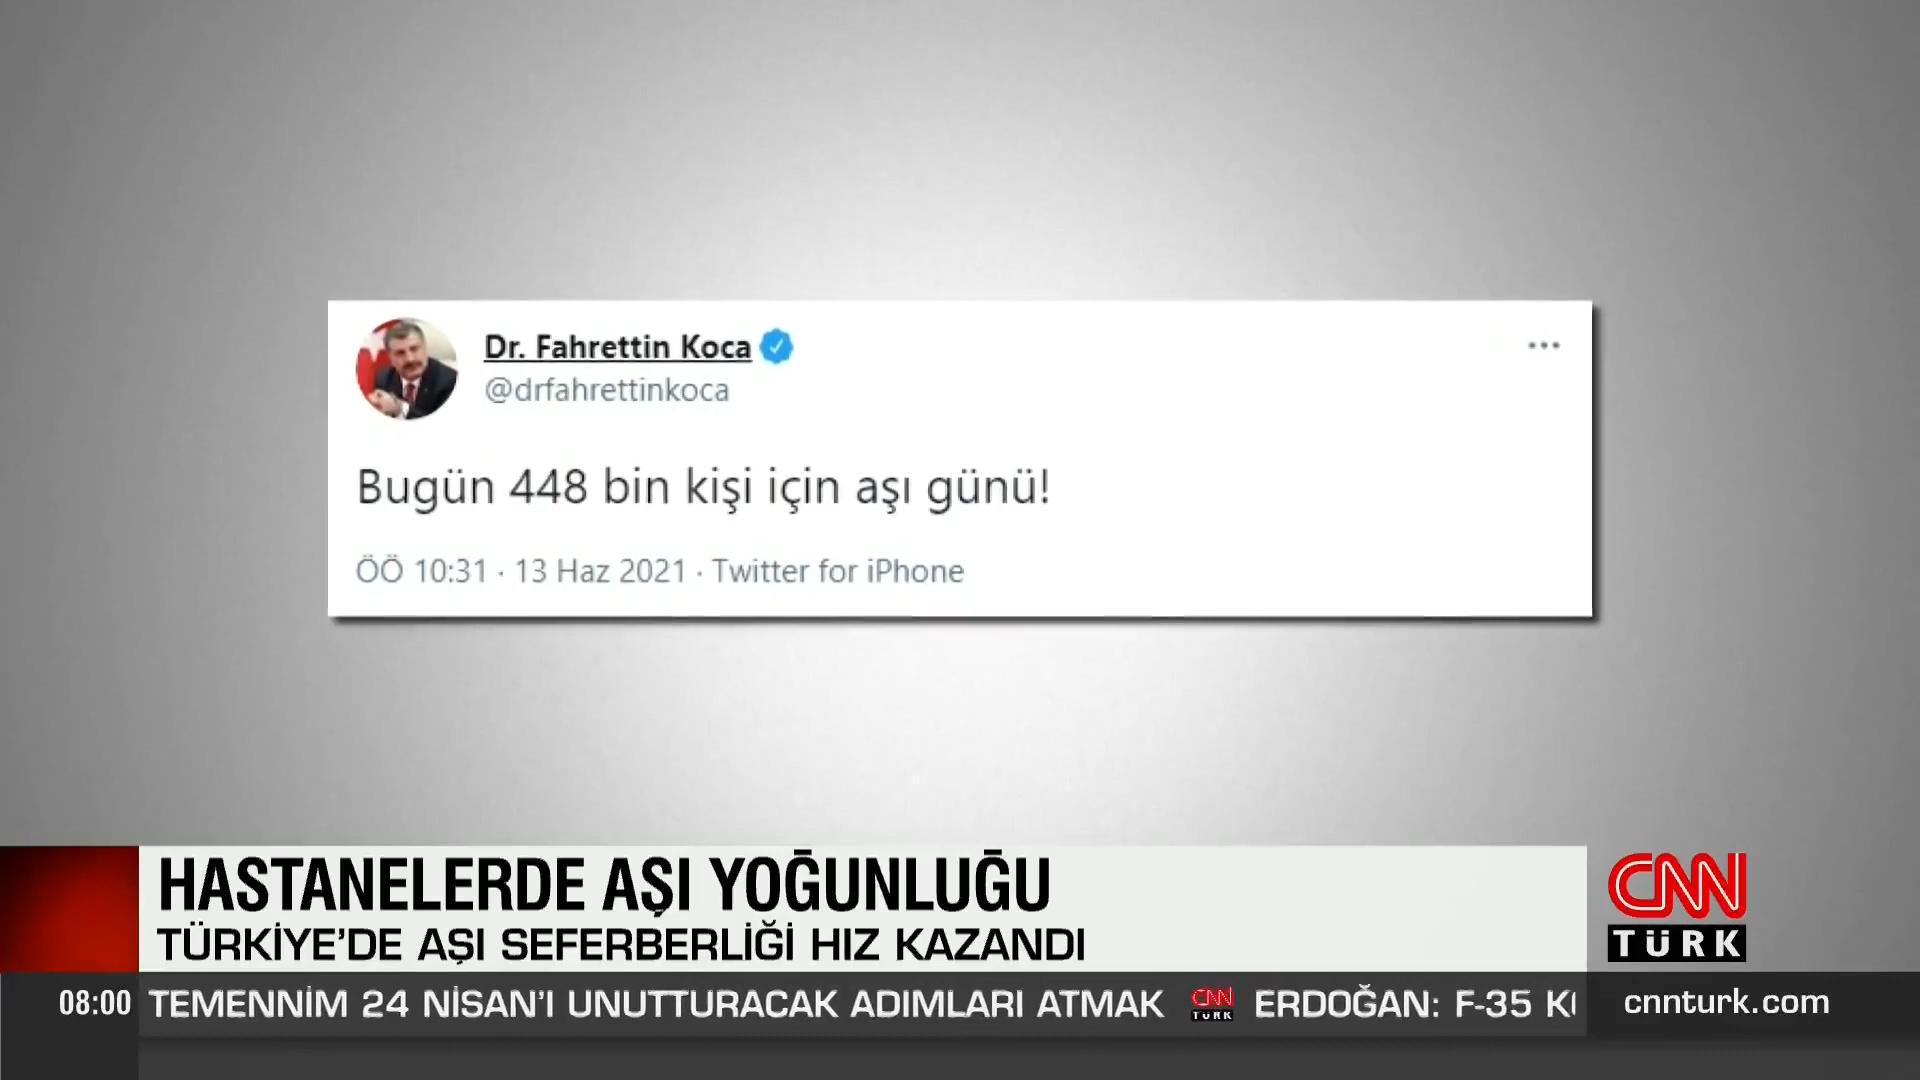 Dr. Fahrettin Koca
@drfahrettinkoca
Bugün 448 bin kişi için aşı günü!
ÖÖ 10:31 · 13 Haz 2021 · Twitter for iPhone
HASTANELERDE AŞI YOĞUNLUĞU
TÜRKİYE’DE AŞI SEFERBERLİĞİ HIZ KAZANDI
CNN
TÜRK
08:00 TEMENNİM 24 NİSAN’I UNUTTURACAK ADIMLARI ATMAK CNN TÜRK ERDOĞAN: F-35
cnnturk.com